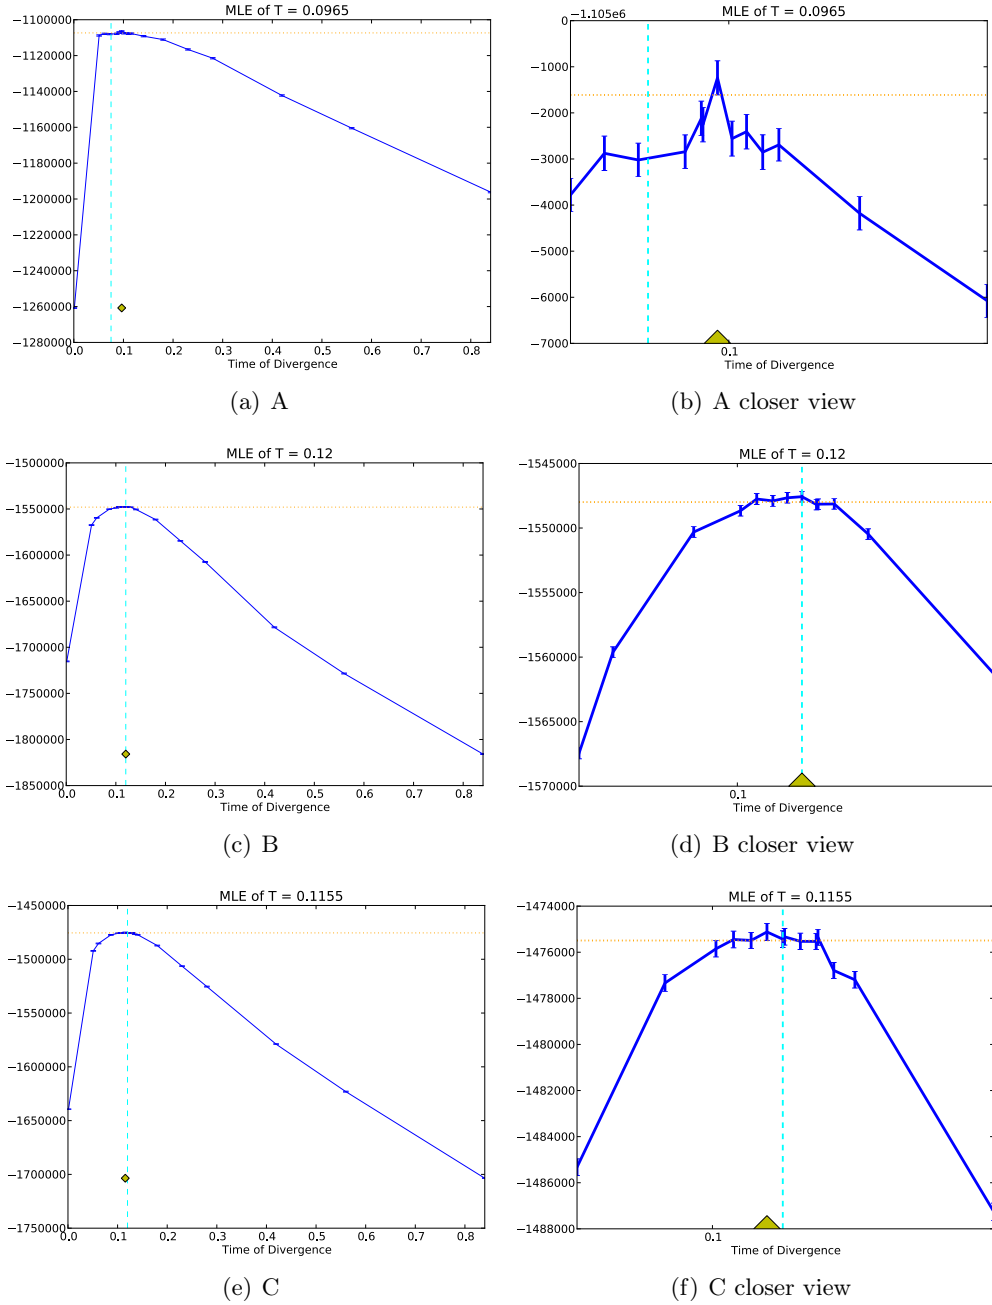 MLE of T = 0.0965
−1100000
−1120000
−1140000
−1160000
−1180000
−1200000
−1220000
−1240000
−1260000
−1280000
0.0 0.1 0.2 0.3 0.4 0.5 0.6 0.7 0.8
Time of Divergence
(a) A
−1.105e6
MLE of T = 0.0965
0
−1000
−2000
−3000
−4000
−5000
−6000
−7000
0.1
Time of Divergence
(b) A closer view
MLE of T = 0.12
−1500000
−1550000
−1600000
−1650000
−1700000
−1750000
−1800000
−1850000
0.0 0.1 0.2 0.3 0.4 0.5 0.6 0.7 0.8
Time of Divergence
(c) B
MLE of T = 0.12
−1545000
−1550000
−1555000
−1560000
−1565000
−1570000
0.1
Time of Divergence
(d) B closer view
MLE of T = 0.1155
−1450000
−1500000
−1550000
−1600000
−1650000
−1700000
−1750000
0.0 0.1 0.2 0.3 0.4 0.5 0.6 0.7 0.8
Time of Divergence
(e) C
MLE of T = 0.1155
−1474000
−1476000
−1478000
−1480000
−1482000
−1484000
−1486000
−1488000
0.1
Time of Divergence
(f) C closer view